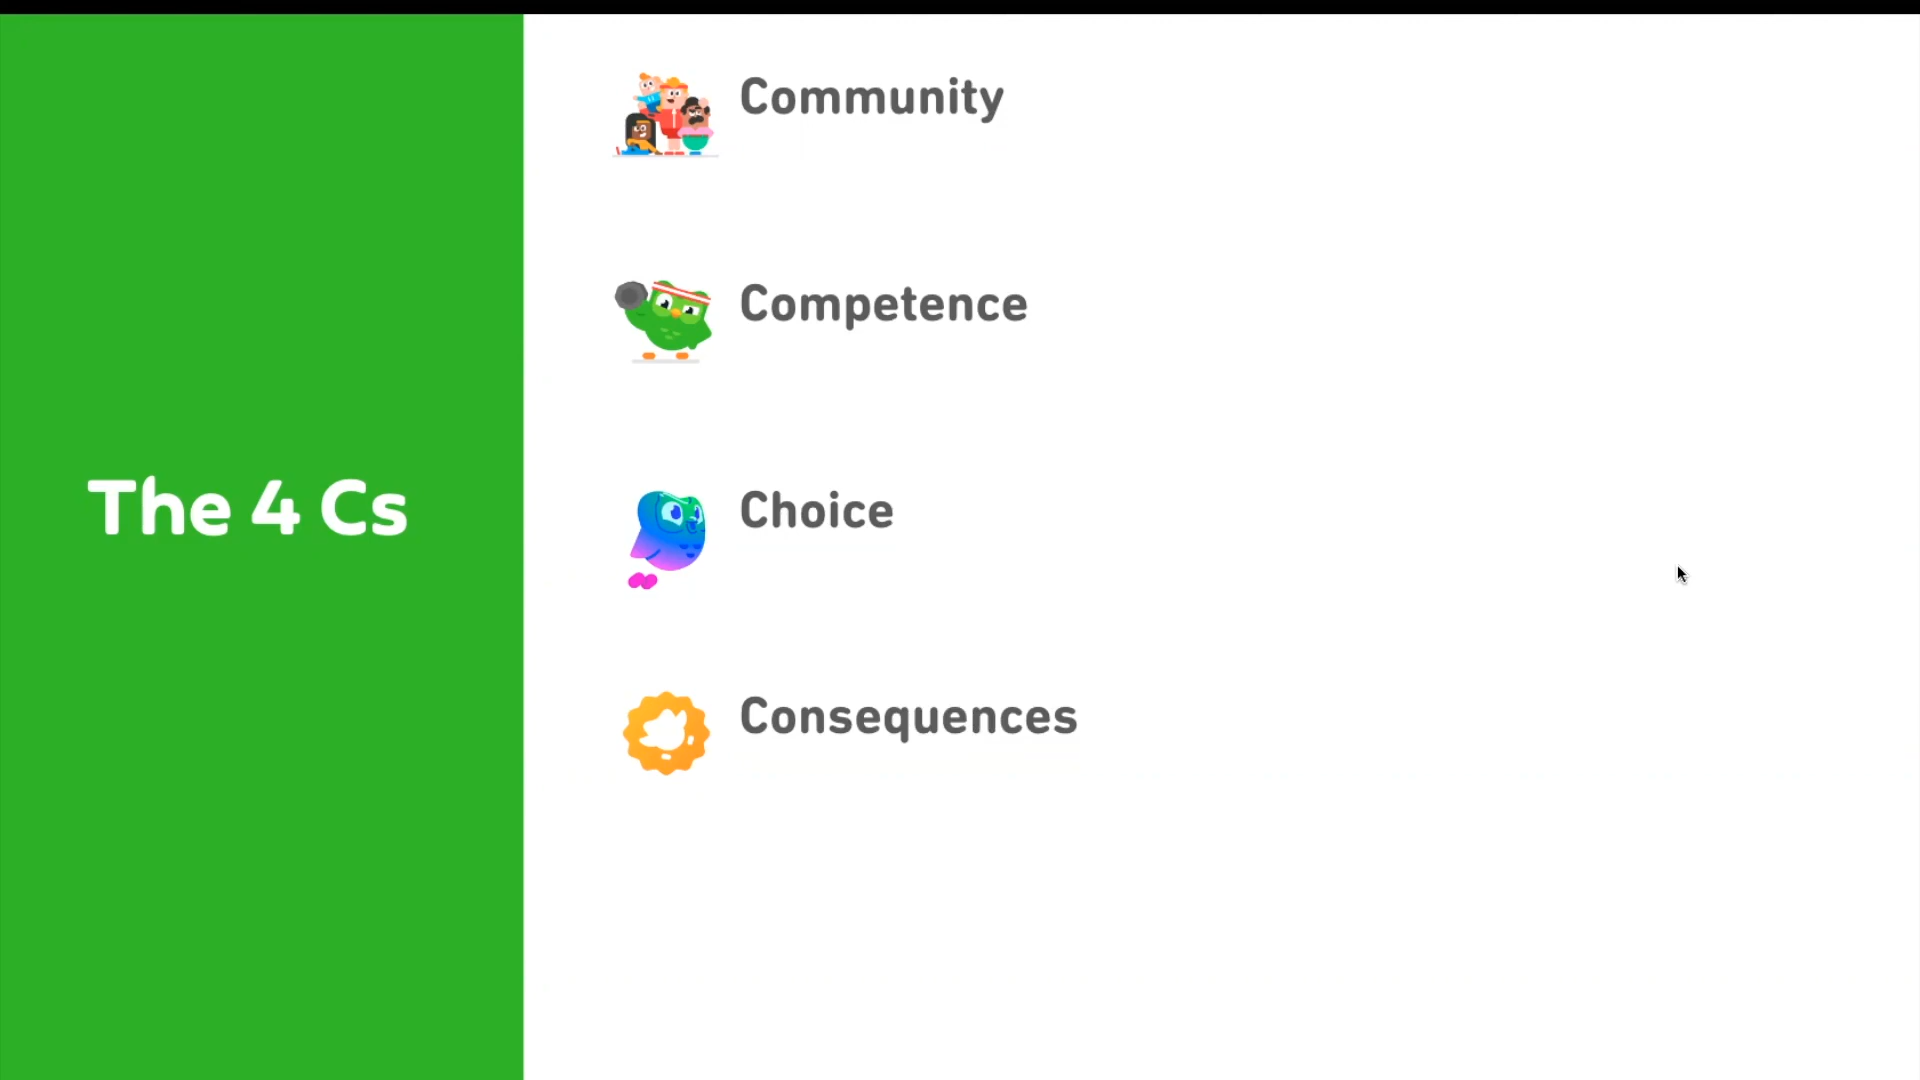 The 4 Cs
Community
Competence
Choice
Consequences